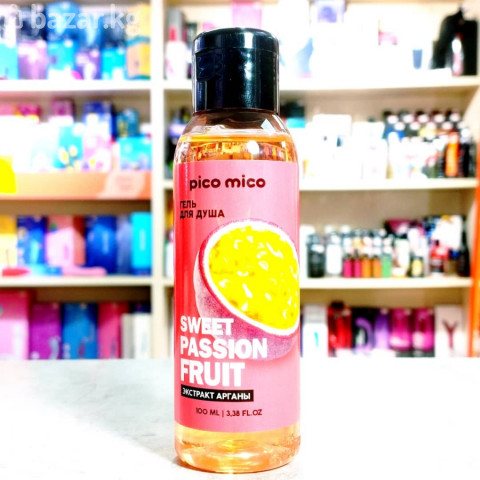 bazar.kg
pico mico
ГЕЛЬ
ДЛЯ ДУША
SWEET
PASSION
FRUIT
ЭКСТРАКТ АРГАНЫ
100 ML | 3,38 FL.OZ